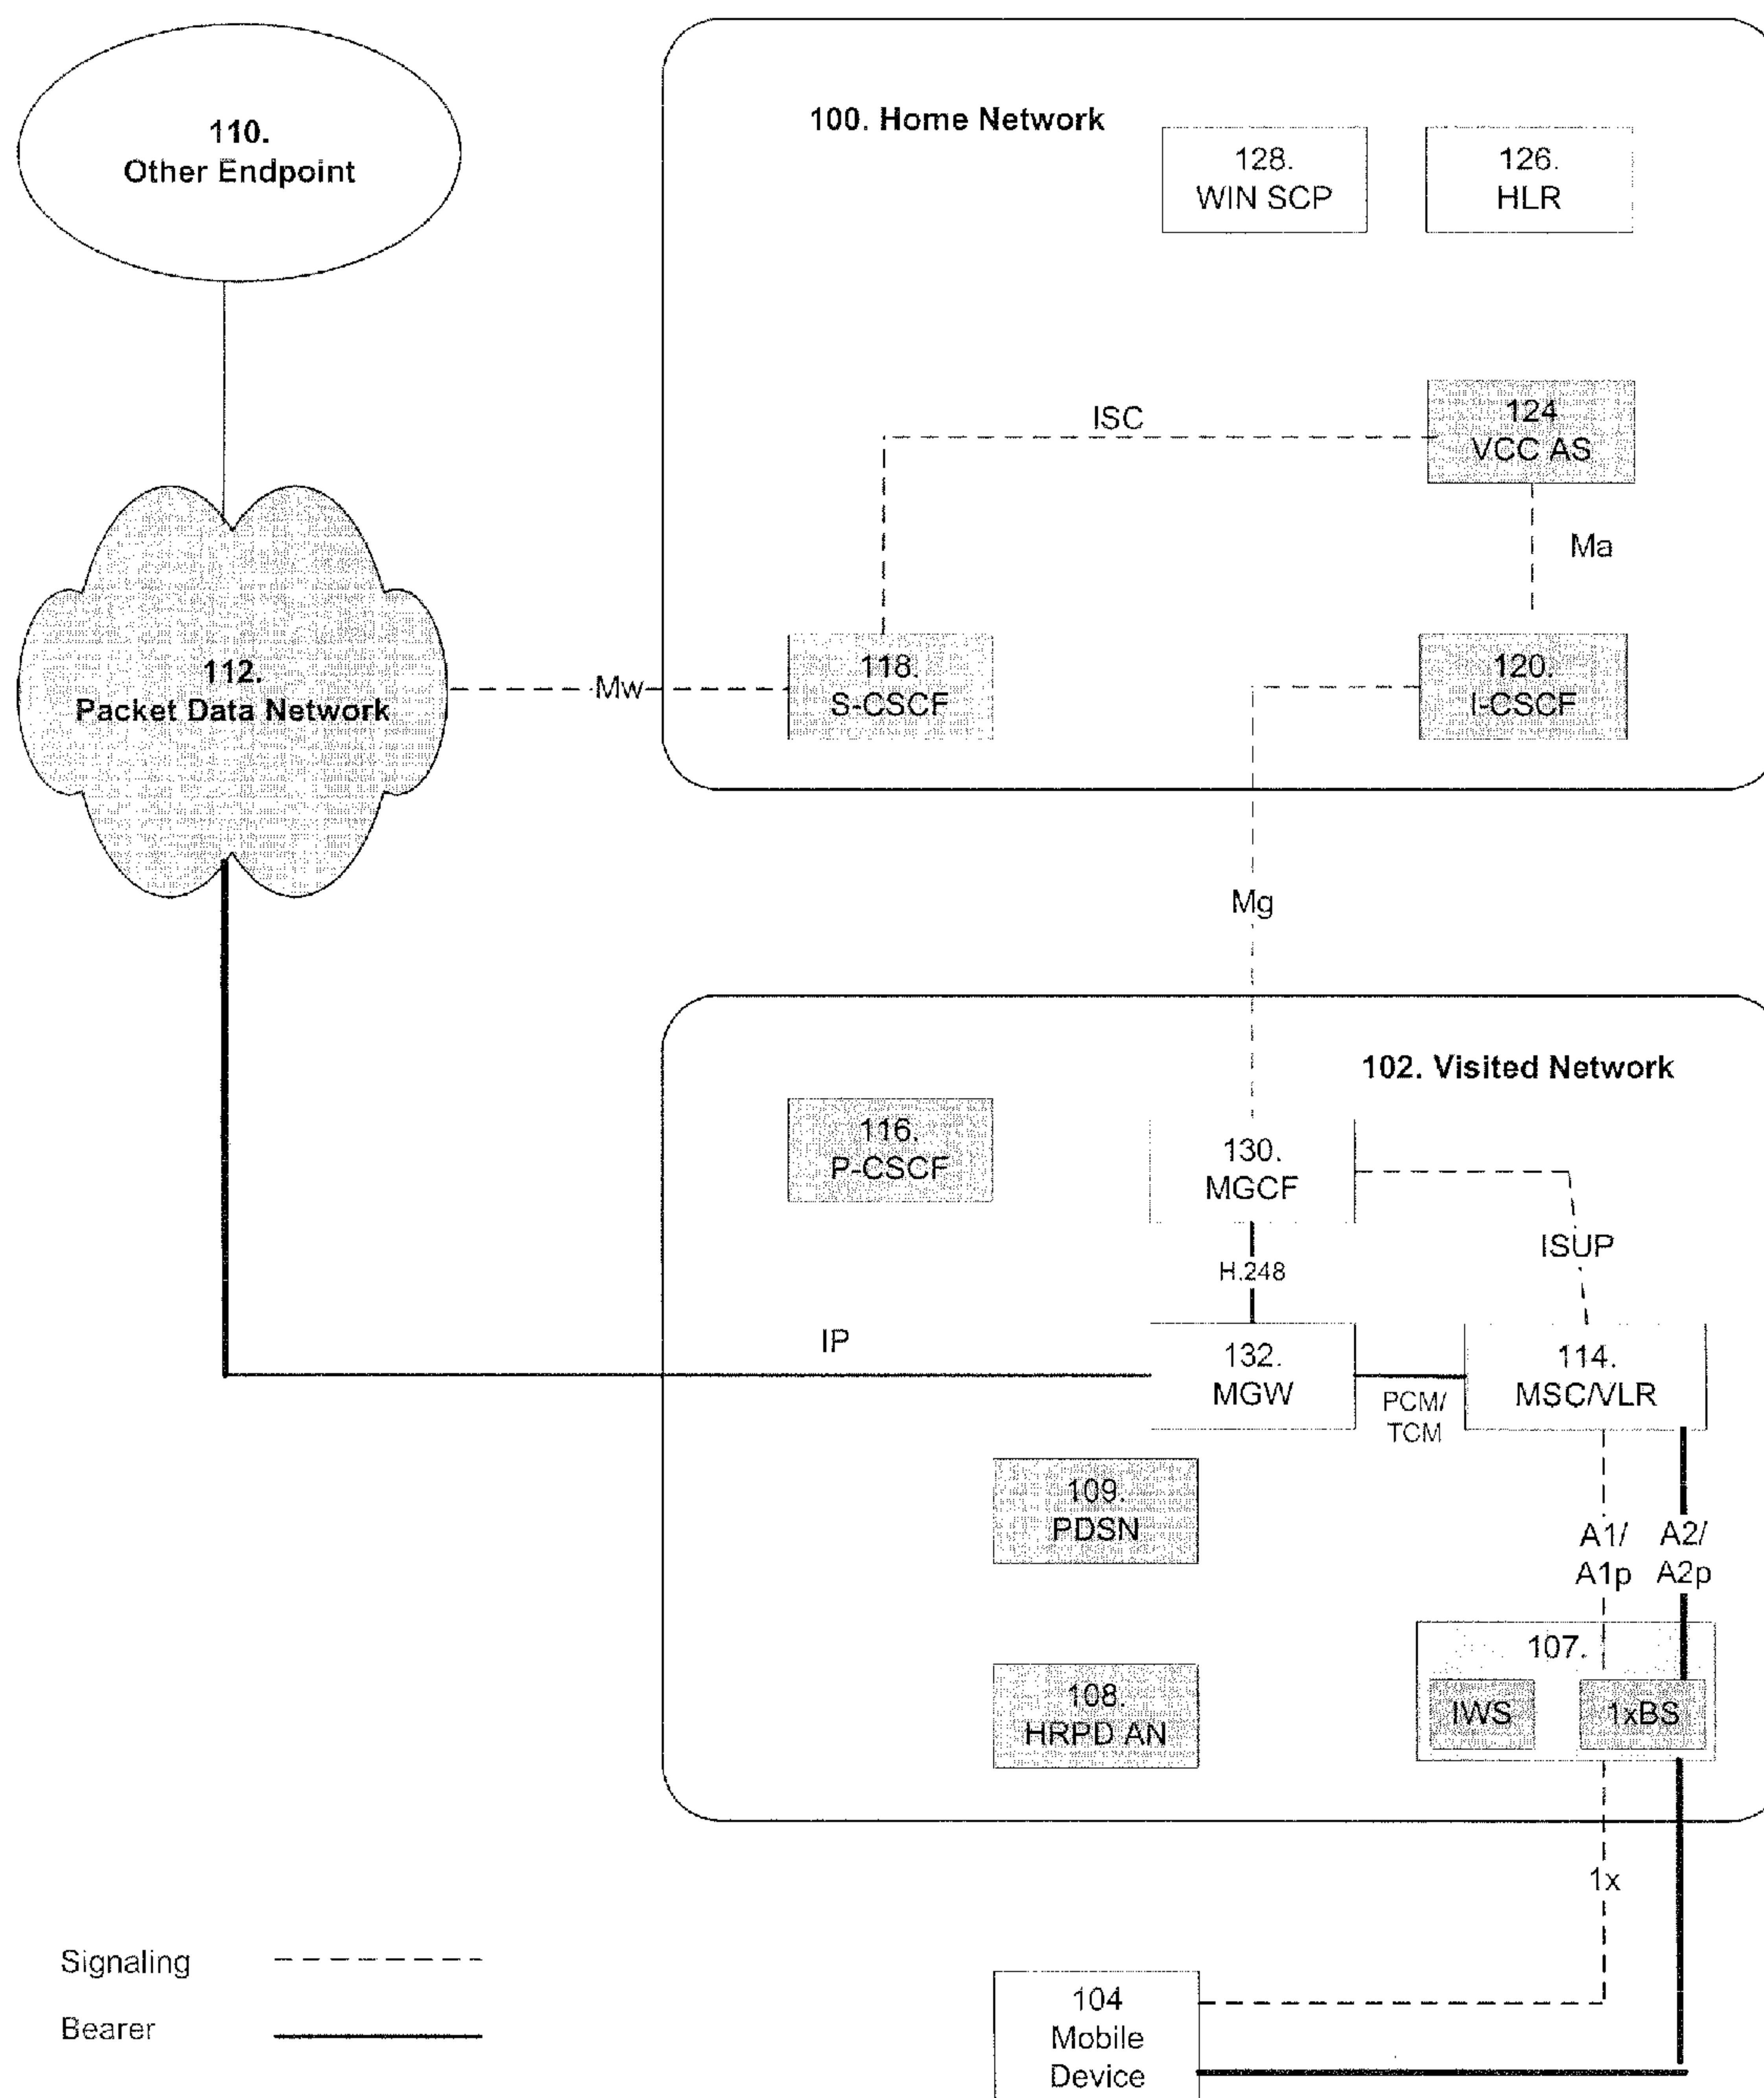 110.
Other Endpoint
100. Home Network
128.
WIN SCP
126.
HLR
ISC
124
VCC AS
Ma
112.
Packet Data Network
Mw
118.
S-CSCF
120.
I-CSCF
Mg
102. Visited Network
116.
P-CSCF
130.
MGCF
ISUP
H.248
IP
132.
MGW
PCM/
TCM
114.
MSC/VLR
109.
PDSN
A1/
A1p
A2/
A2p
107.
108.
HRPD AN
IWS
1xBS
1x
Signaling
Bearer
104
Mobile
Device